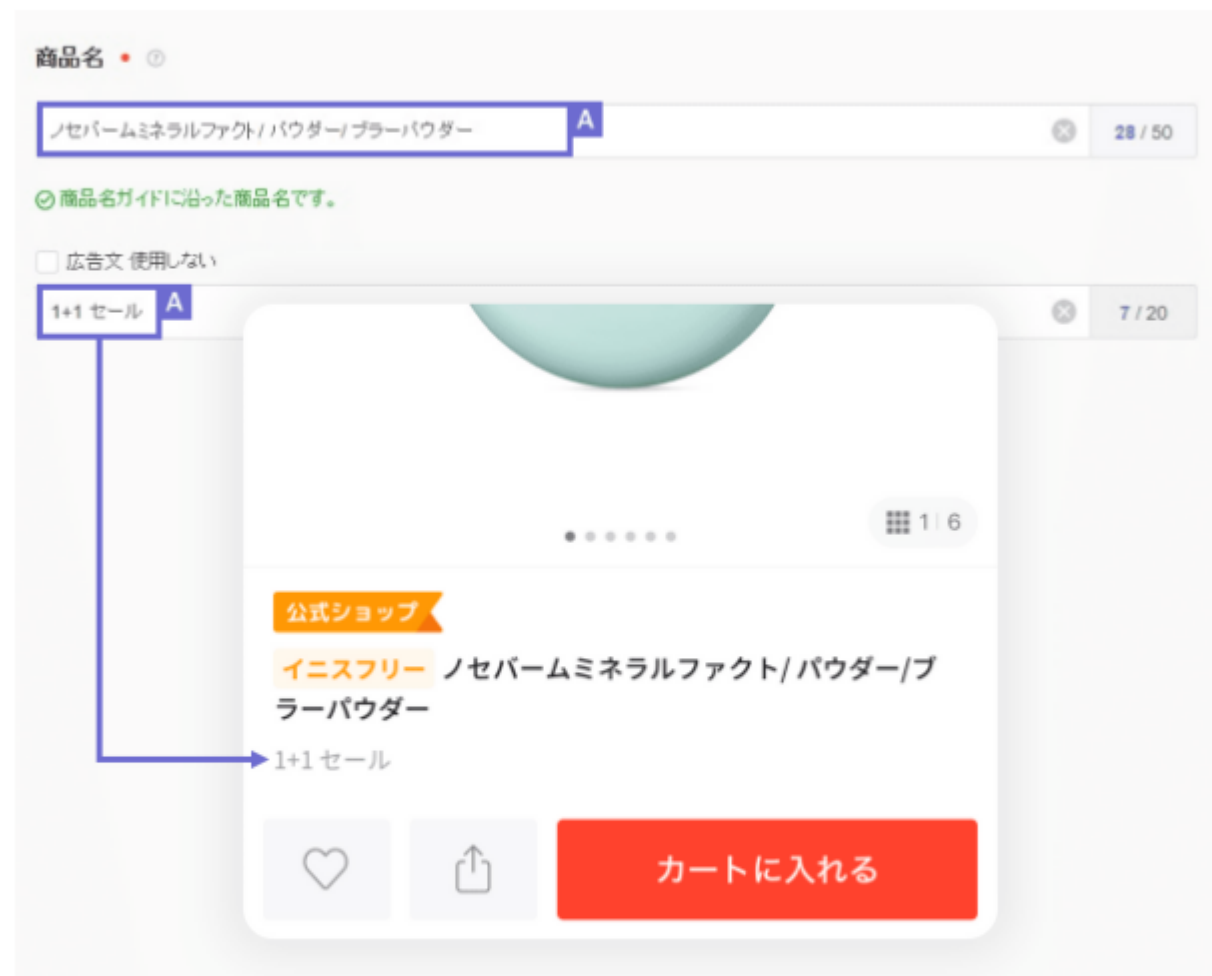 商品名
ノセバームミネラルファクト/ パウダー/ ブラーパウダー A
28 / 50
商品名ガイドに沿った商品名です。
広告文 使用しない
1+1 セール A
7 / 20
1 6
公式ショップ
イニスフリー ノセバームミネラルファクト/ パウダー/ブ
ラーパウダー
1+1 セール
カートに入れる